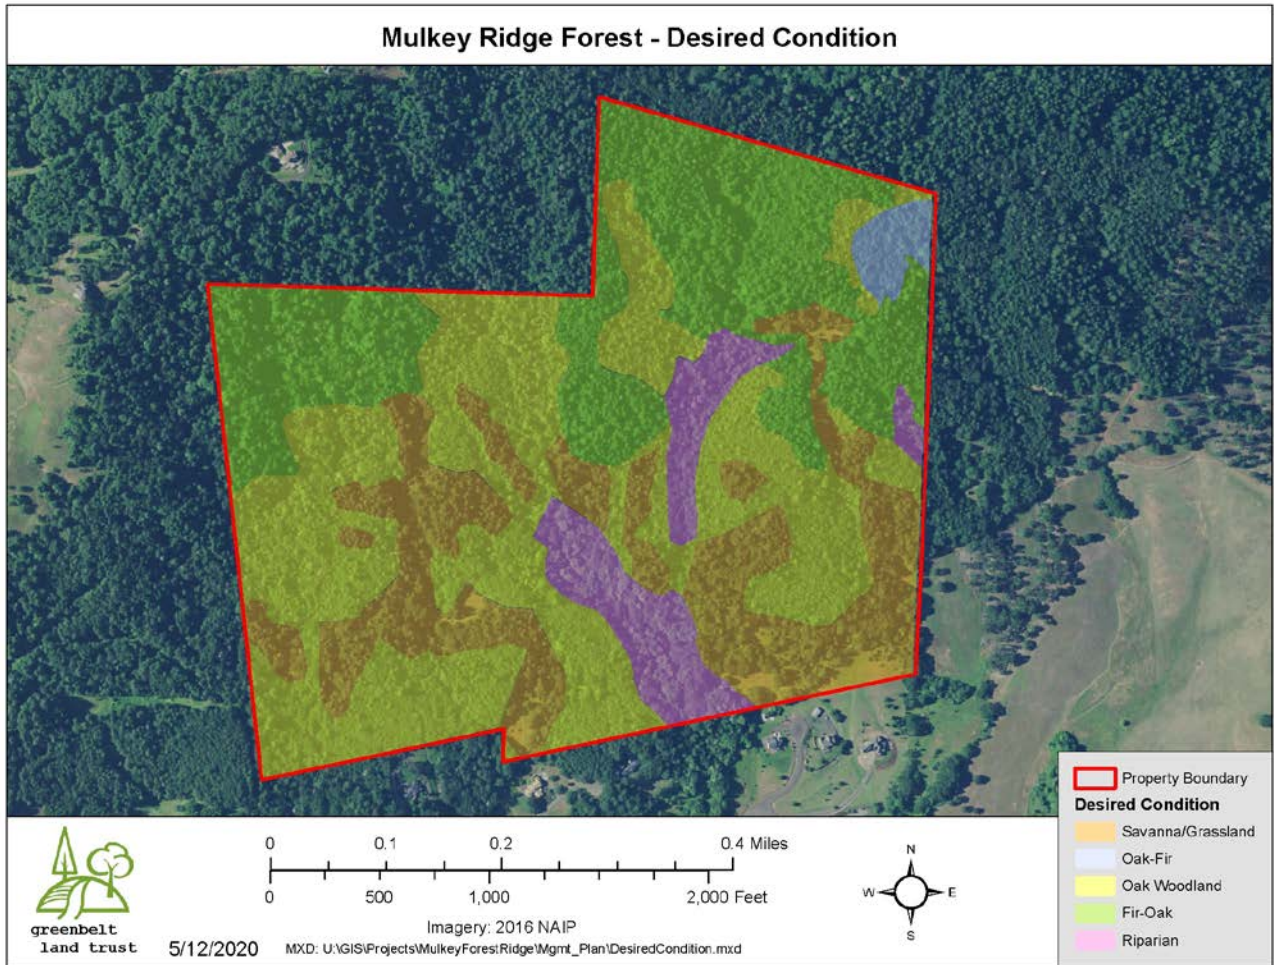 Mulkey Ridge Forest - Desired Condition
Property Boundary
Desired Condition
Savanna/Grassland
Oak-Fir
Oak Woodland
Fir-Oak
Riparian
0 0.1 0.2 0.4 Miles
0 500 1,000 2,000 Feet
N
W E
S
greenbelt
land trust
5/12/2020
Imagery: 2016 NAIP
MXD: U:\GIS\Projects\MulkeyForestRidge\Mgmt_Plan\DesiredCondition.mxd